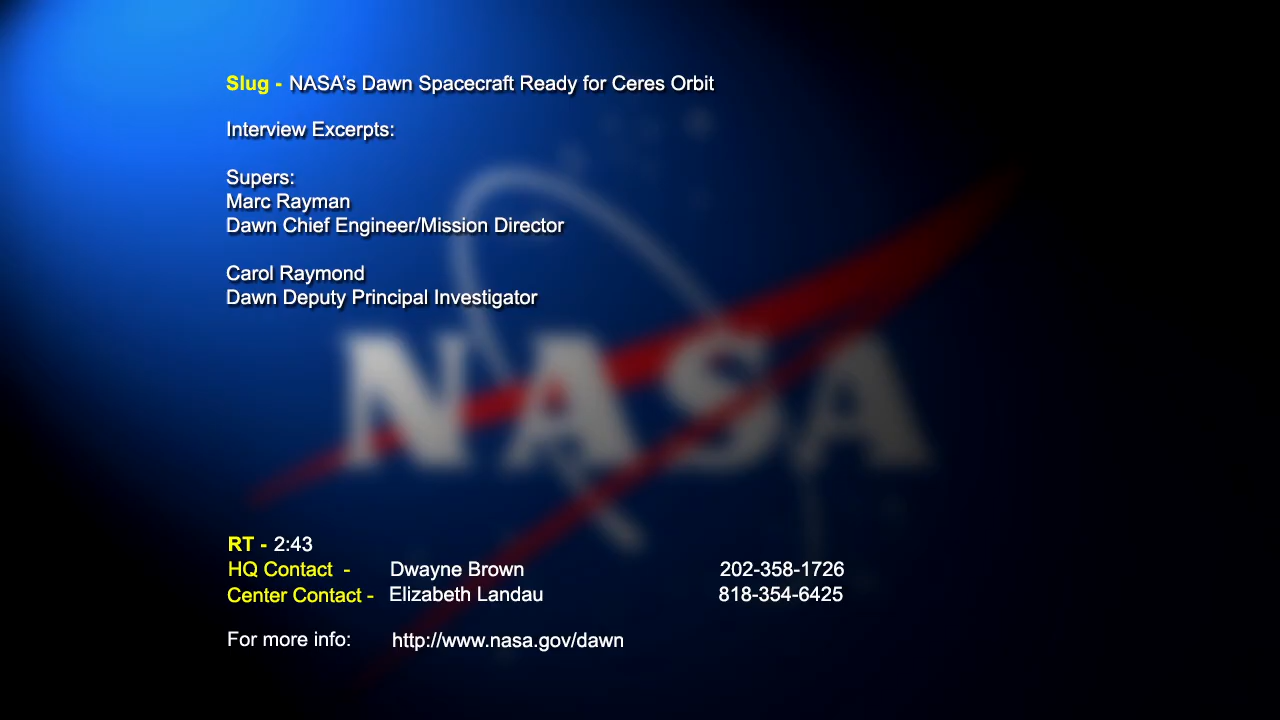 Slug - NASA's Dawn Spacecraft Ready for Ceres Orbit
Interview Excerpts:
Supers:
Marc Rayman
Dawn Chief Engineer/Mission Director
Carol Raymond
Dawn Deputy Principal Investigator
NASA
RT - 2:43
HQ Contact - Dwayne Brown 202-358-1726
Center Contact - Elizabeth Landau 818-354-6425
For more info: http://www.nasa.gov/dawn